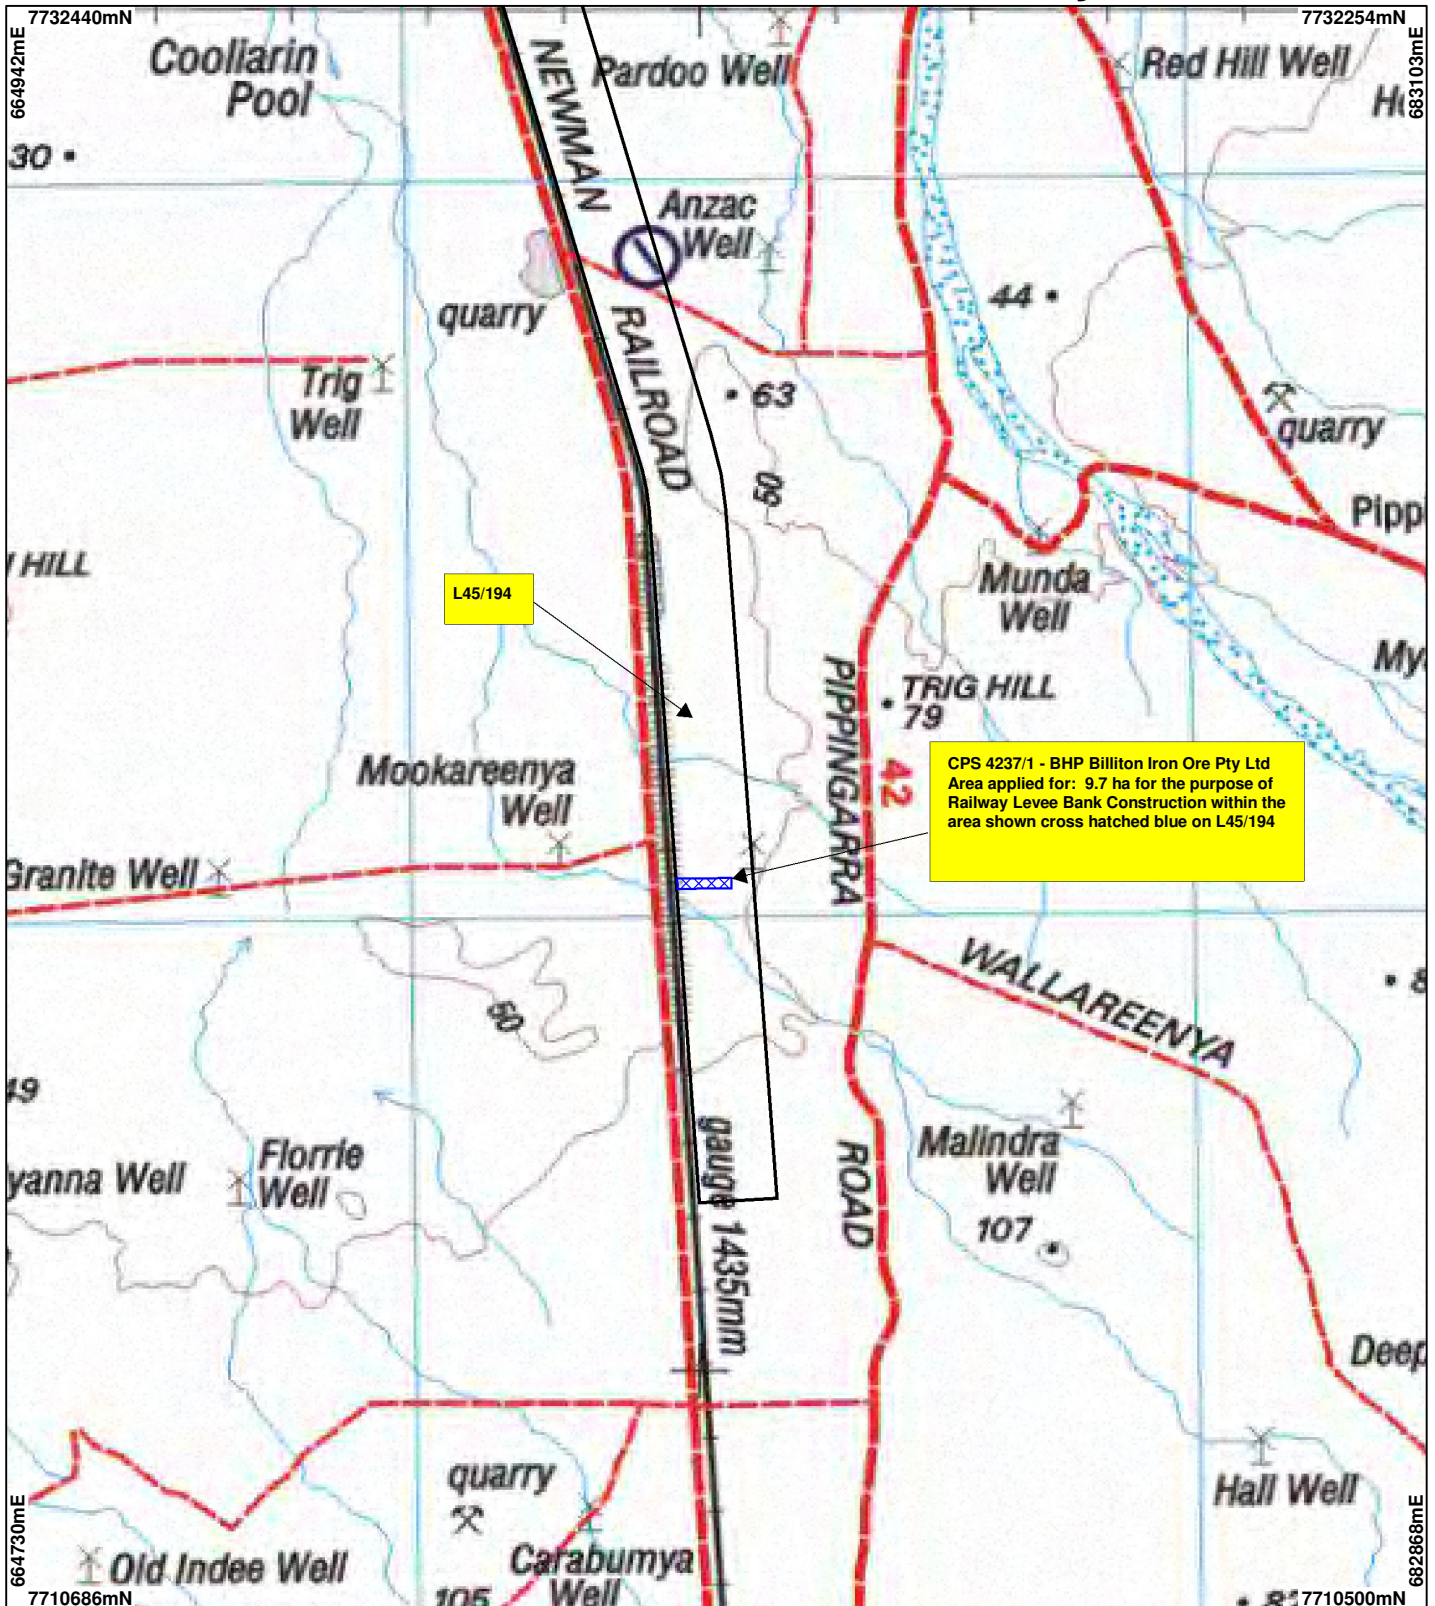 7732440mN
7732254mN
664942mE
683103mE
Cooliarin
Pool
NEWMAN
Pardoo Well
Red Hill Well
30
Anzac
Well
quarry
RAILROAD
44
Trig
Well
63
60
quarry
Pipp
HILL
L45/194
Munda
Well
My
TRIG HILL
79
PIPPINGARRA
42
Mookareenya
Well
CPS 4237/1 - BHP Billiton Iron Ore Pty Ltd
Area applied for: 9.7 ha for the purpose of
Railway Levee Bank Construction within the
area shown cross hatched blue on L45/194
Granite Well
WALLAREENYA
8
60
49
gauge 1435mm
Malindra
Well
Florrie
Well
yanna Well
ROAD
107
Deep
quarry
Hall Well
Old Indee Well
Carabumya
Well
105
664730mE
682868mE
7710686mN
7710500mN